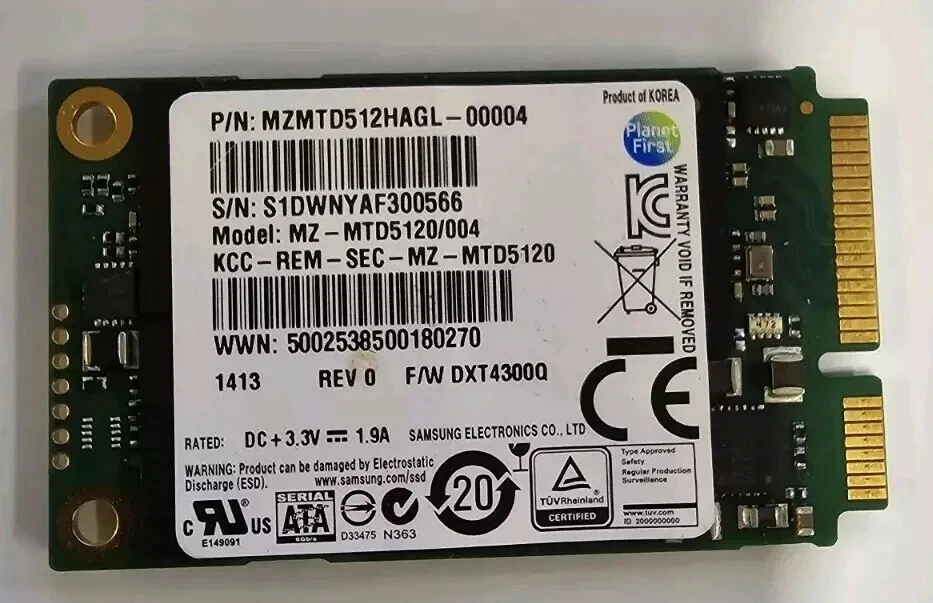 Product of KOREA
P/N: MZMTD512HAGL-00004
Planet
First
S/N: S1DWNYAF300566
Model: MZ-MTD5120/004
KCC-REM-SEC-MZ-MTD5120
WARRANTY VOID IF REMOVED
WWN: 5002538500180270
1413 REV 0 F/W DXT4300Q
RATED: DC+3.3V 1.9A SAMSUNG ELECTRONICS CO., LTD
WARNING: Product can be damaged by Electrostatic
Discharge (ESD). www.samsung.com/ssd
CE
c RU US
E149091
SERIAL
ATA
6Gb/s
D33475 N363
20
TÜVRheinland
CERTIFIED
Type Approved
Safety
Regular Production
Surveillance
www.tuv.com
ID 2000000000